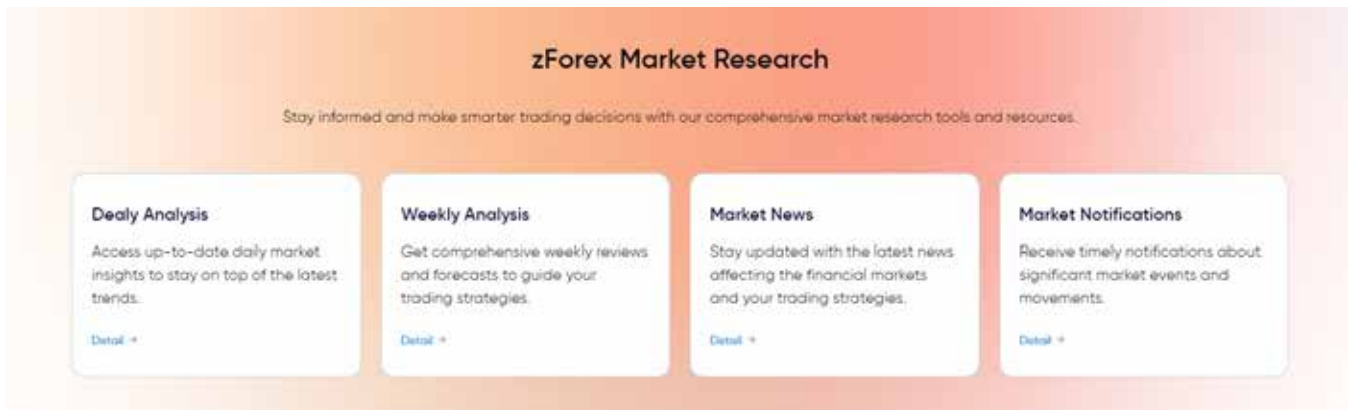 zForex Market Research
Stay informed and make smarter trading decisions with our comprehensive market research tools and resources.
Dealy Analysis
Access up-to-date daily market
insights to stay on top of the latest
trends.
Detail →
Weekly Analysis
Get comprehensive weekly reviews
and forecasts to guide your
trading strategies.
Detail →
Market News
Stay updated with the latest news
affecting the financial markets
and your trading strategies.
Detail →
Market Notifications
Receive timely notifications about
significant market events and
movements.
Detail →